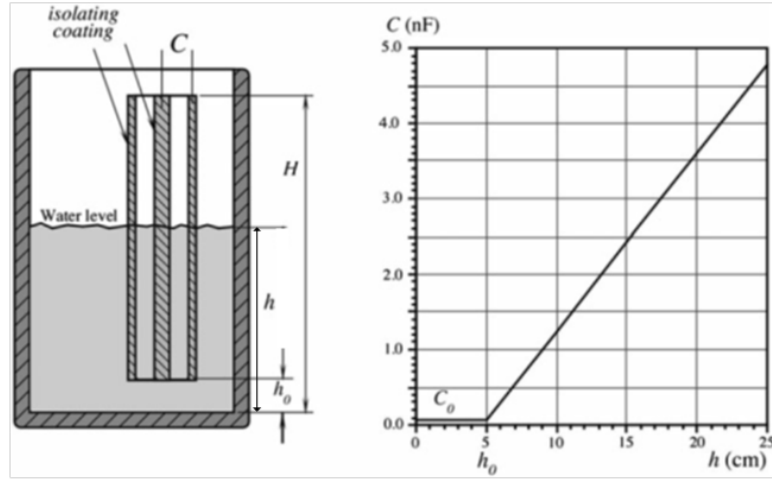 isolating
coating
C
H
Water level
h
h₀
C (nF)
5.0
4.0
3.0
2.0
1.0
0.0
C₀
0 5 10 15 20 25
h₀
h (cm)